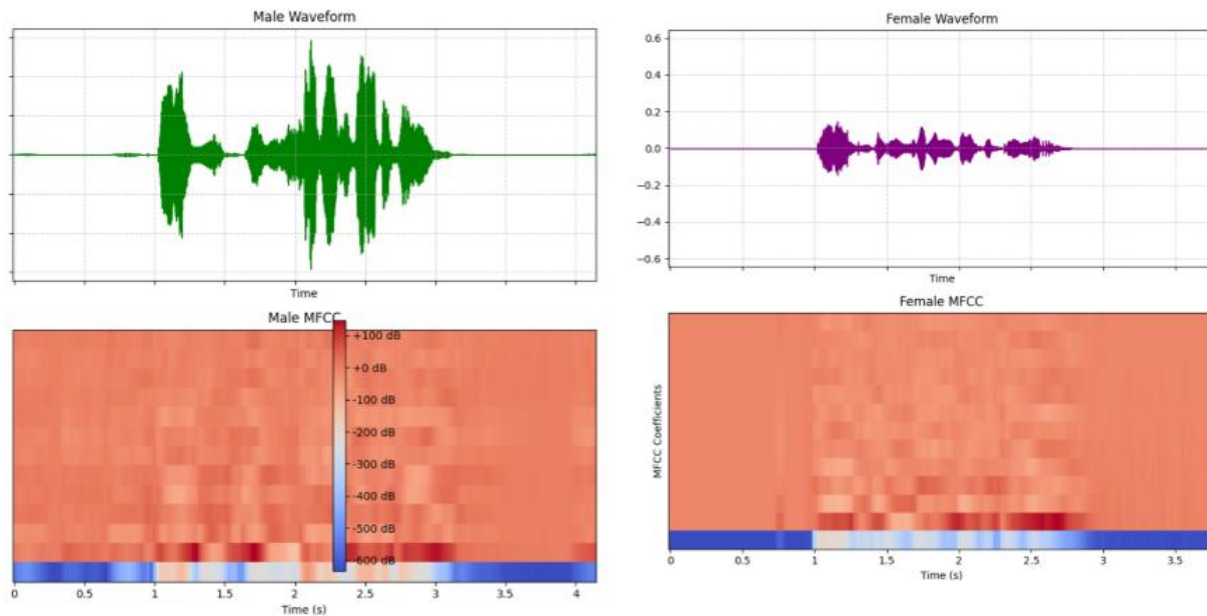 Male Waveform
Time
Female Waveform
0.6
0.4
0.2
0.0
−0.2
−0.4
−0.6
Time
Male MFCC
+100 dB
+0 dB
-100 dB
-200 dB
-300 dB
-400 dB
-500 dB
-600 dB
0 0.5 1 1.5 2 2.5 3 3.5 4
Time (s)
Female MFCC
MFCC Coefficients
0 0.5 1 1.5 2 2.5 3 3.5
Time (s)